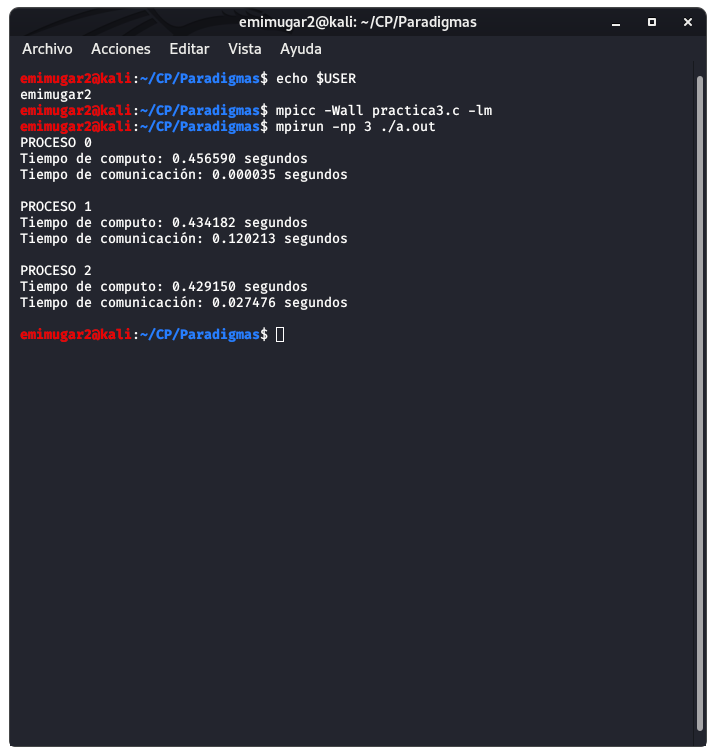 emimugar2@kali: ~/CP/Paradigmas
Archivo Acciones Editar Vista Ayuda
emimugar2@kali:~/CP/Paradigmas$ echo $USER
emimugar2
emimugar2@kali:~/CP/Paradigmas$ mpicc -Wall practica3.c -lm
emimugar2@kali:~/CP/Paradigmas$ mpirun -np 3 ./a.out
PROCESO 0
Tiempo de computo: 0.456590 segundos
Tiempo de comunicación: 0.000035 segundos
PROCESO 1
Tiempo de computo: 0.434182 segundos
Tiempo de comunicación: 0.120213 segundos
PROCESO 2
Tiempo de computo: 0.429150 segundos
Tiempo de comunicación: 0.027476 segundos
emimugar2@kali:~/CP/Paradigmas$